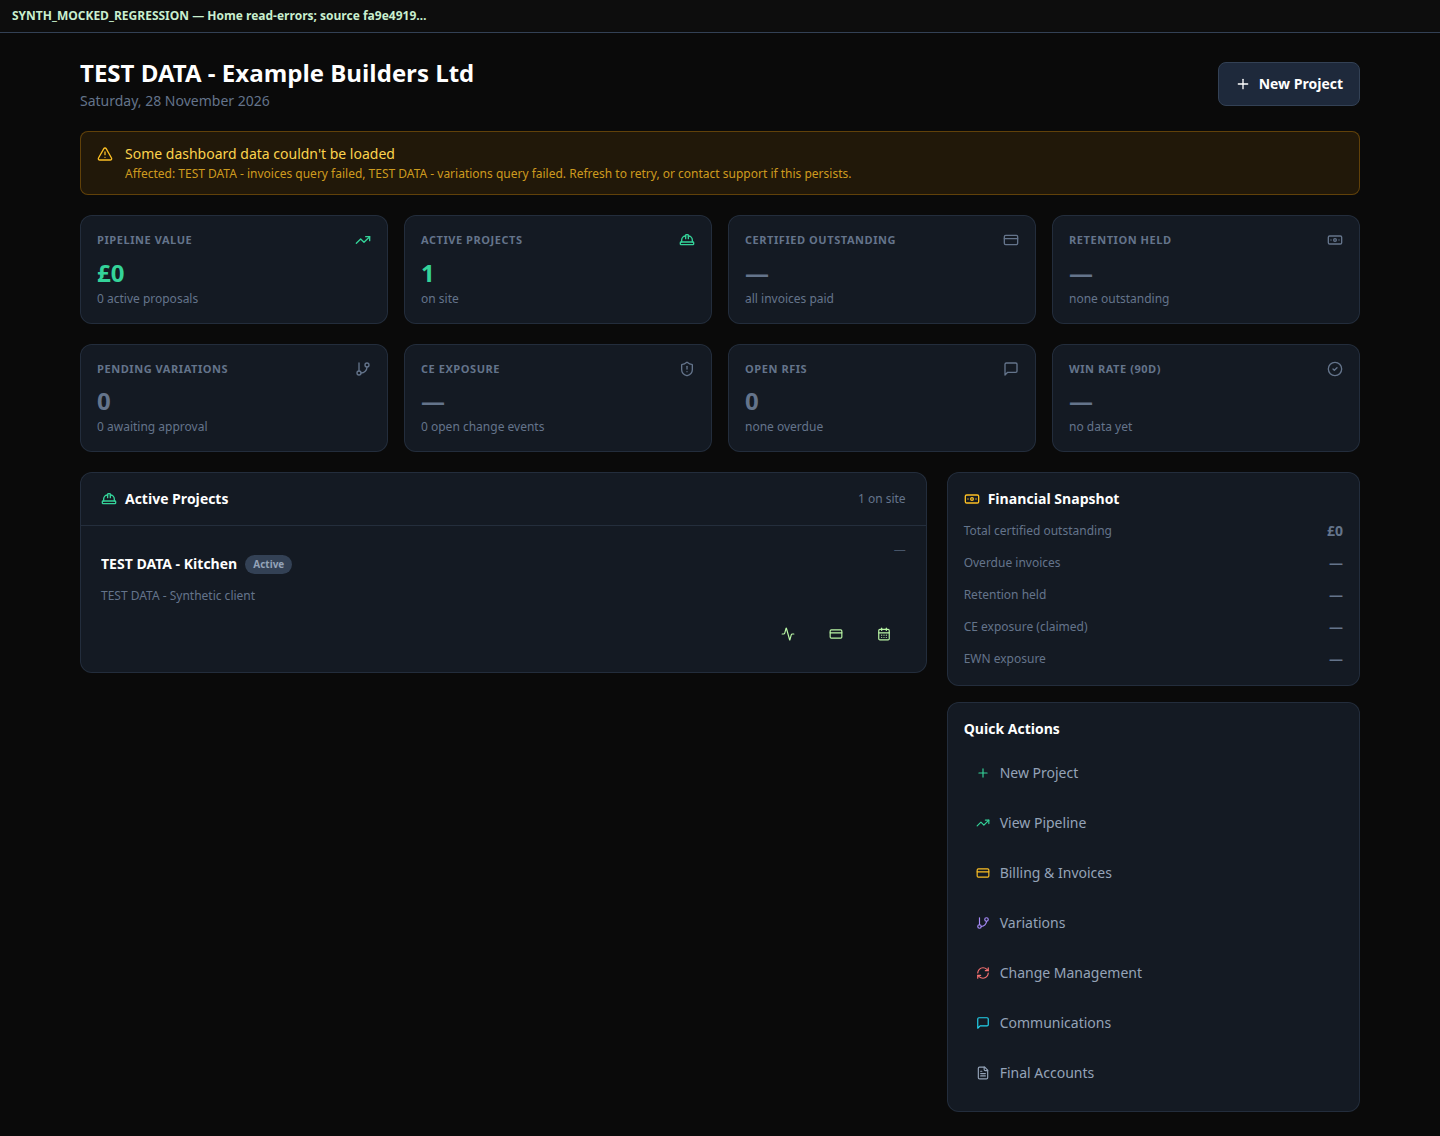 SYNTH_MOCKED_REGRESSION — Home read-errors; source fa9e4919...
TEST DATA - Example Builders Ltd
Saturday, 28 November 2026
New Project
Some dashboard data couldn't be loaded
Affected: TEST DATA - invoices query failed, TEST DATA - variations query failed. Refresh to retry, or contact support if this persists.
PIPELINE VALUE
£0
0 active proposals
ACTIVE PROJECTS
1
on site
CERTIFIED OUTSTANDING
—
all invoices paid
RETENTION HELD
—
none outstanding
PENDING VARIATIONS
0
0 awaiting approval
CE EXPOSURE
—
0 open change events
OPEN RFIS
0
none overdue
WIN RATE (90D)
—
no data yet
Active Projects
1 on site
—
TEST DATA - Kitchen
Active
TEST DATA - Synthetic client
Financial Snapshot
Total certified outstanding £0
Overdue invoices —
Retention held —
CE exposure (claimed) —
EWN exposure —
Quick Actions
New Project
View Pipeline
Billing & Invoices
Variations
Change Management
Communications
Final Accounts